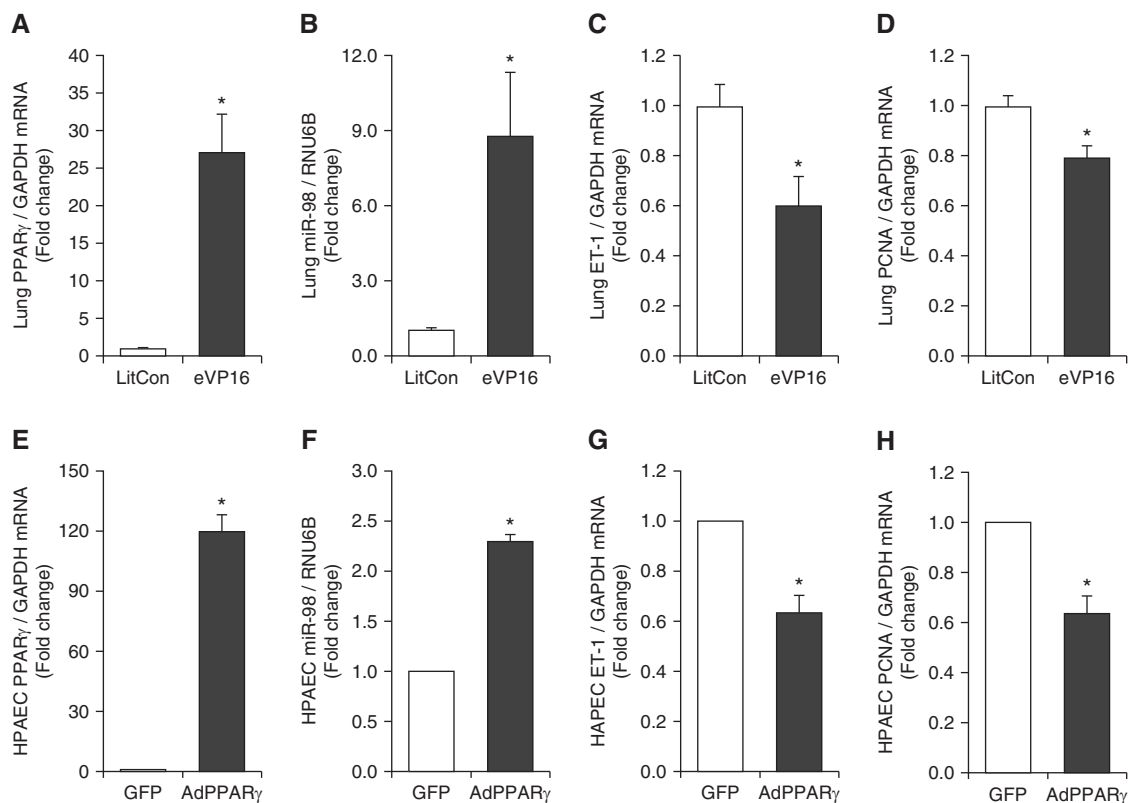 A
Lung PPARγ / GAPDH mRNA
(Fold change)
40
35
30
25
20
15
10
5
0
*
LitCon eVP16
B
Lung miR-98 / RNU6B
(Fold change)
12.0
9.0
6.0
3.0
0.0
*
LitCon eVP16
C
Lung ET-1 / GAPDH mRNA
(Fold change)
1.2
1.0
0.8
0.6
0.4
0.2
0.0
*
LitCon eVP16
D
Lung PCNA / GAPDH mRNA
(Fold change)
1.2
1.0
0.8
0.6
0.4
0.2
0.0
*
LitCon eVP16
E
HPAEC PPARγ / GAPDH mRNA
(Fold change)
150
120
90
60
30
0
*
GFP AdPPARγ
F
HPAEC miR-98 / RNU6B
(Fold change)
3.0
2.5
2.0
1.5
1.0
0.5
0.0
*
GFP AdPPARγ
G
HAPEC ET-1 / GAPDH mRNA
(Fold change)
1.2
1.0
0.8
0.6
0.4
0.2
0.0
*
GFP AdPPARγ
H
HPAEC PCNA / GAPDH mRNA
(Fold change)
1.2
1.0
0.8
0.6
0.4
0.2
0.0
*
GFP AdPPARγ